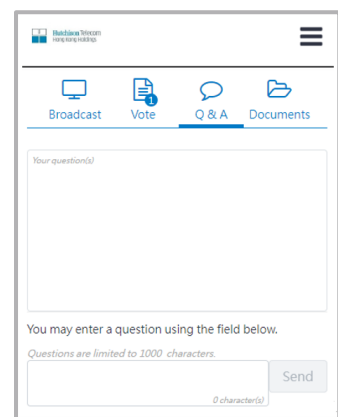 Hutchison Telecom
Hong Kong Holdings
1
Broadcast Vote Q & A Documents
Your question(s)
You may enter a question using the field below.
Questions are limited to 1000 characters.
Send
0 character(s)